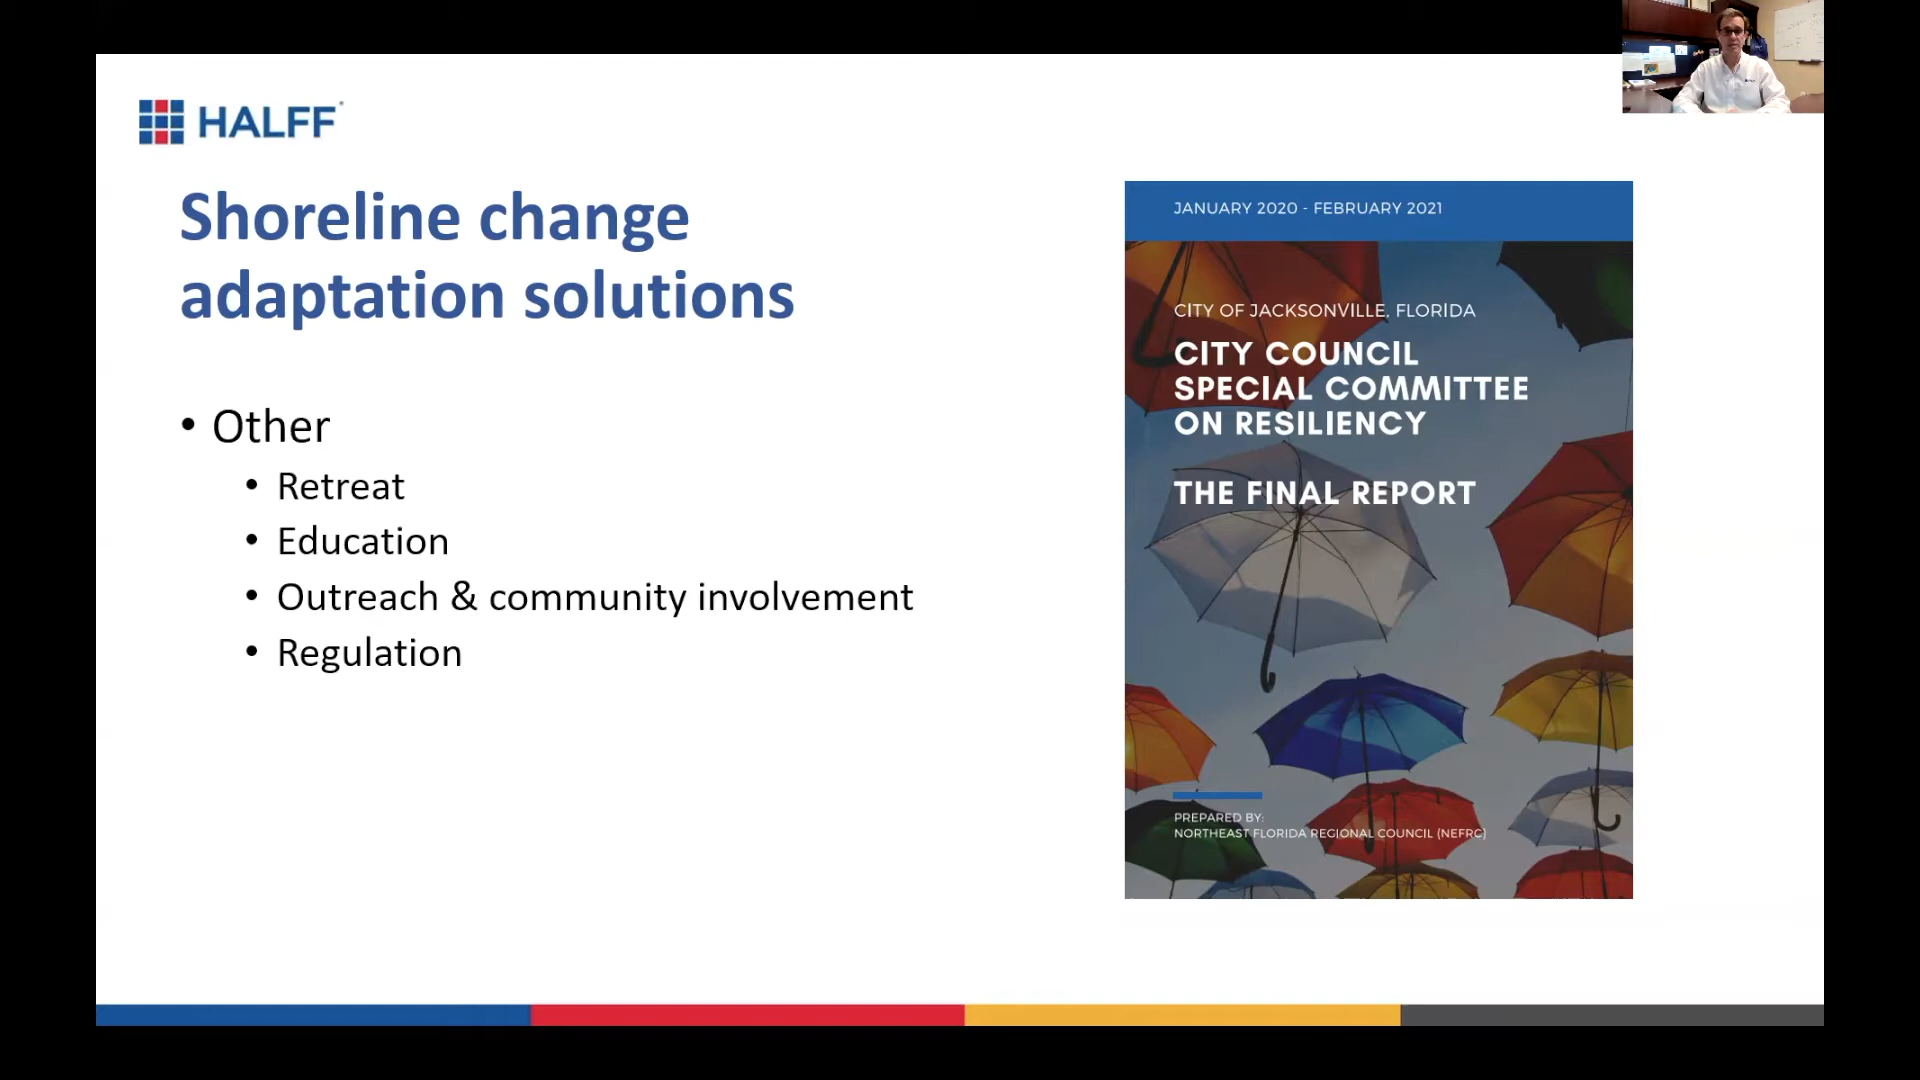 HALFF
Shoreline change
adaptation solutions
• Other
• Retreat
• Education
• Outreach & community involvement
• Regulation
JANUARY 2020 - FEBRUARY 2021
CITY OF JACKSONVILLE, FLORIDA
CITY COUNCIL
SPECIAL COMMITTEE
ON RESILIENCY
THE FINAL REPORT
PREPARED BY:
NORTHEAST FLORIDA REGIONAL COUNCIL (NEFRC)